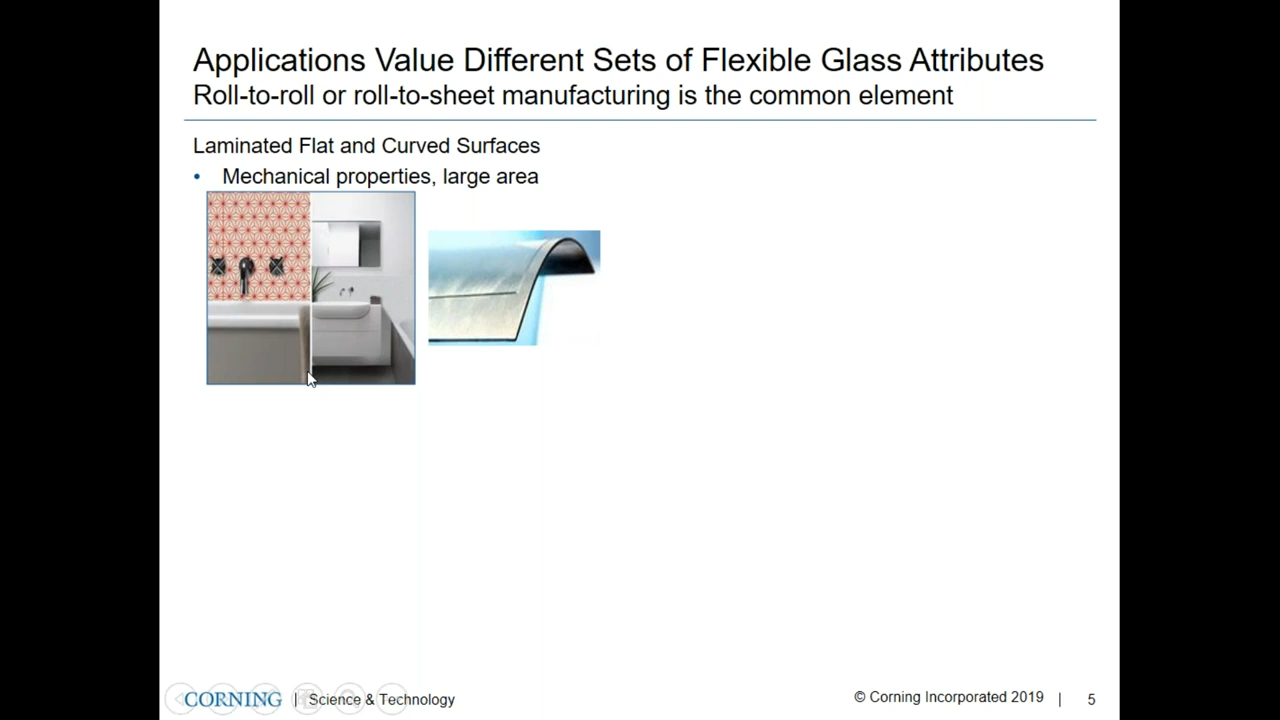 Applications Value Different Sets of Flexible Glass Attributes
Roll-to-roll or roll-to-sheet manufacturing is the common element
Laminated Flat and Curved Surfaces
• Mechanical properties, large area
CORNING | Science & Technology
© Corning Incorporated 2019 | 5